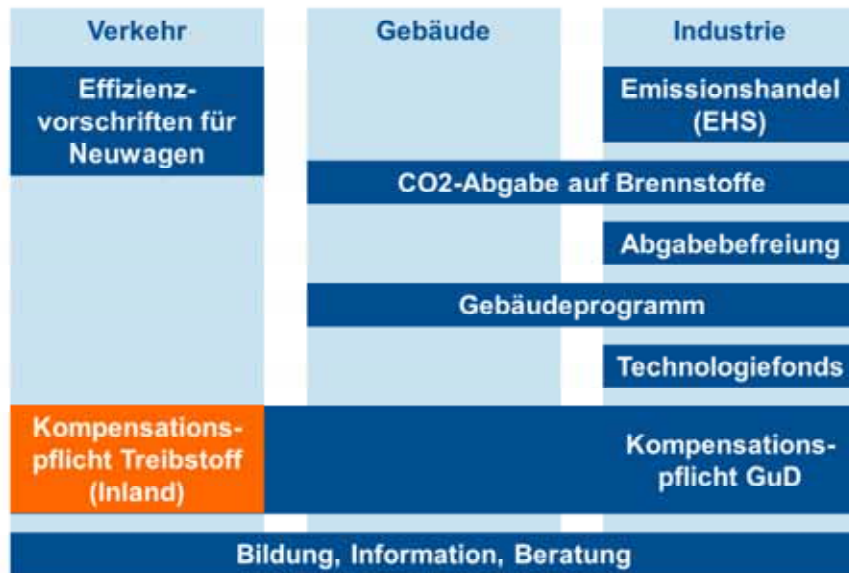 Verkehr
Gebäude
Industrie
Effizienz-
vorschriften für
Neuwagen
Emissionshandel
(EHS)
CO2-Abgabe auf Brennstoffe
Abgabebefreiung
Gebäudeprogramm
Technologiefonds
Kompensations-
pflicht Treibstoff
(Inland)
Kompensations-
pflicht GuD
Bildung, Information, Beratung